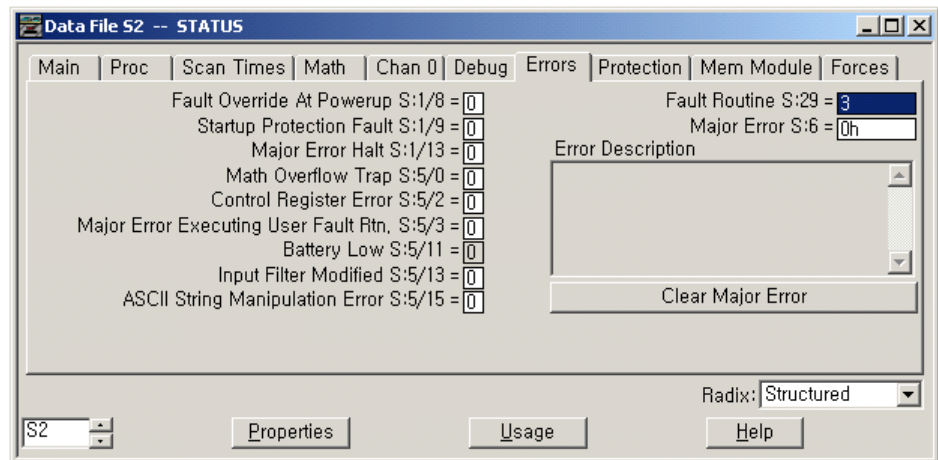 Data File S2 -- STATUS
Main Proc Scan Times Math Chan 0 Debug Errors Protection Mem Module Forces
Fault Override At Powerup S:1/8 = 0
Startup Protection Fault S:1/9 = 0
Major Error Halt S:1/13 = 0
Math Overflow Trap S:5/0 = 0
Control Register Error S:5/2 = 0
Major Error Executing User Fault Rtn. S:5/3 = 0
Battery Low S:5/11 = 0
Input Filter Modified S:5/13 = 0
ASCII String Manipulation Error S:5/15 = 0
Fault Routine S:29 = 3
Major Error S:6 = 0h
Error Description
Clear Major Error
Radix: Structured
S2 Properties Usage Help